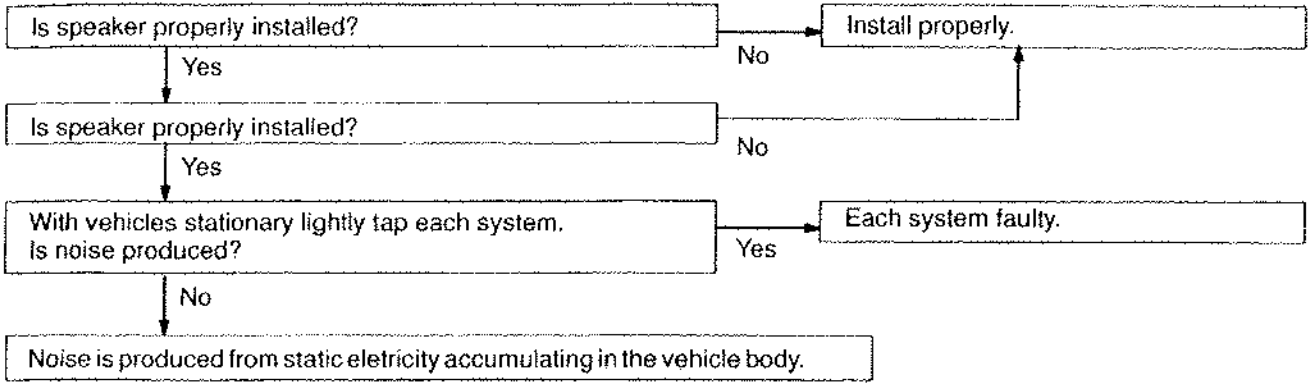 Is speaker properly installed?
Install properly.
No
Yes
Is speaker properly installed?
No
Yes
With vehicles stationary lightly tap each system.
Is noise produced?
Each system faulty.
Yes
No
Noise is produced from static eletricity accumulating in the vehicle body.